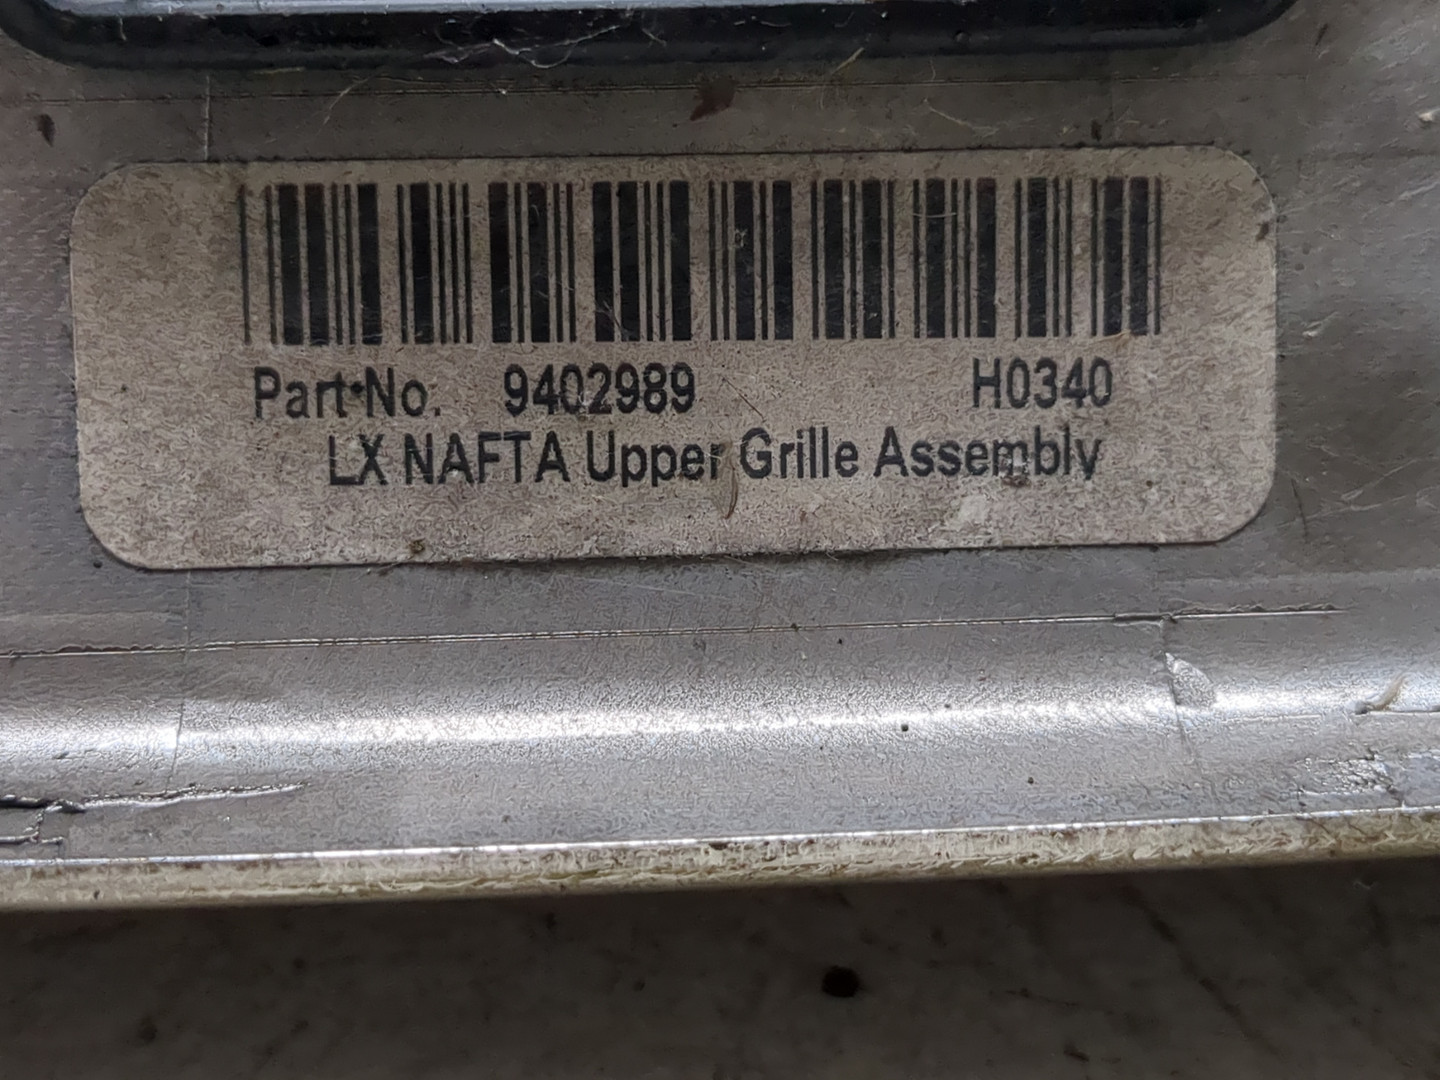 Part No. 9402989 H0340
LX NAFTA Upper Grille Assembly